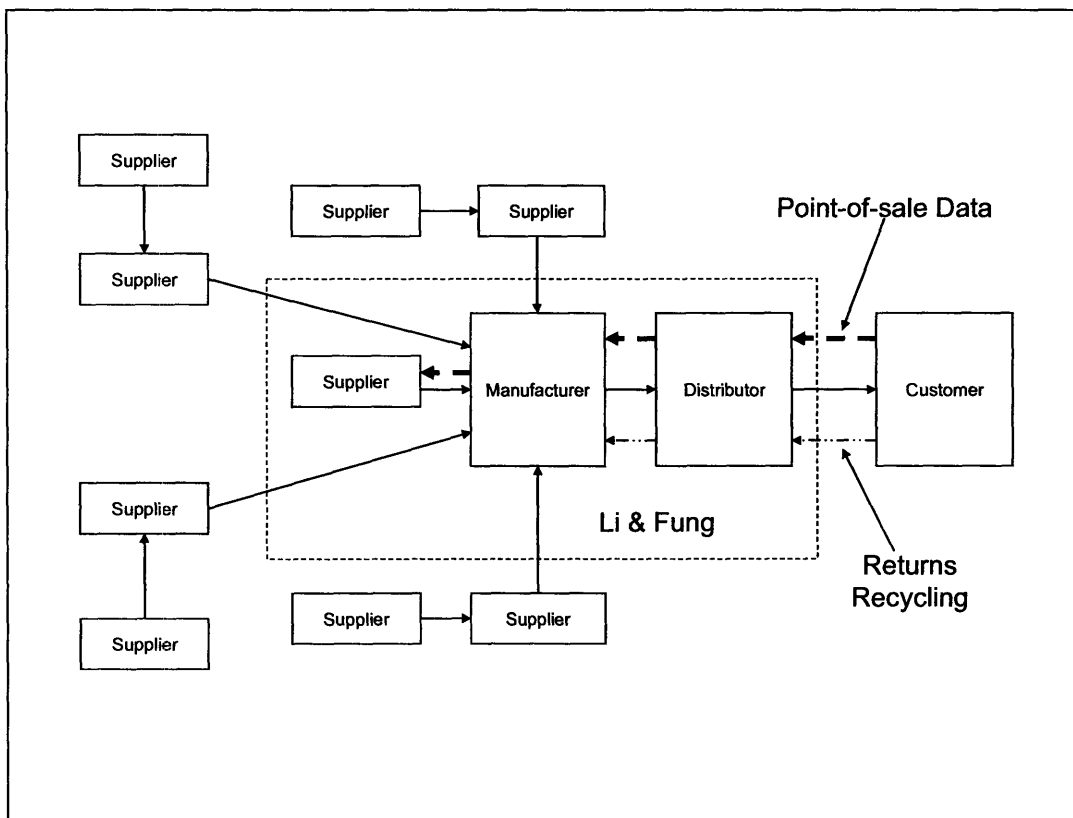 Supplier
Supplier
Supplier
Supplier
Point-of-sale Data
Supplier
Supplier
Manufacturer
Distributor
Customer
Supplier
Li & Fung
Returns
Recycling
Supplier
Supplier
Supplier